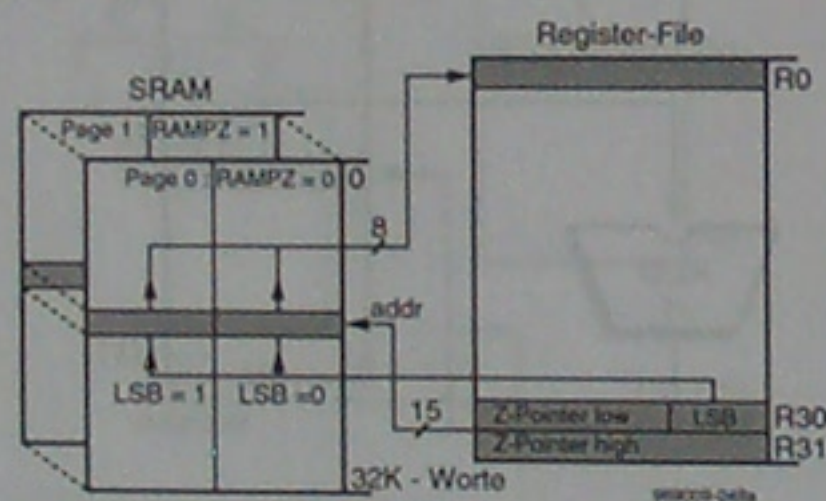 Register-File
SRAM
R0
Page 1 : RAMPZ = 1
Page 0 : RAMPZ = 0
0
8
addr
LSB = 1
LSB =0
15
Z-Pointer low
LSB
R30
Z-Pointer high
R31
32K - Worte